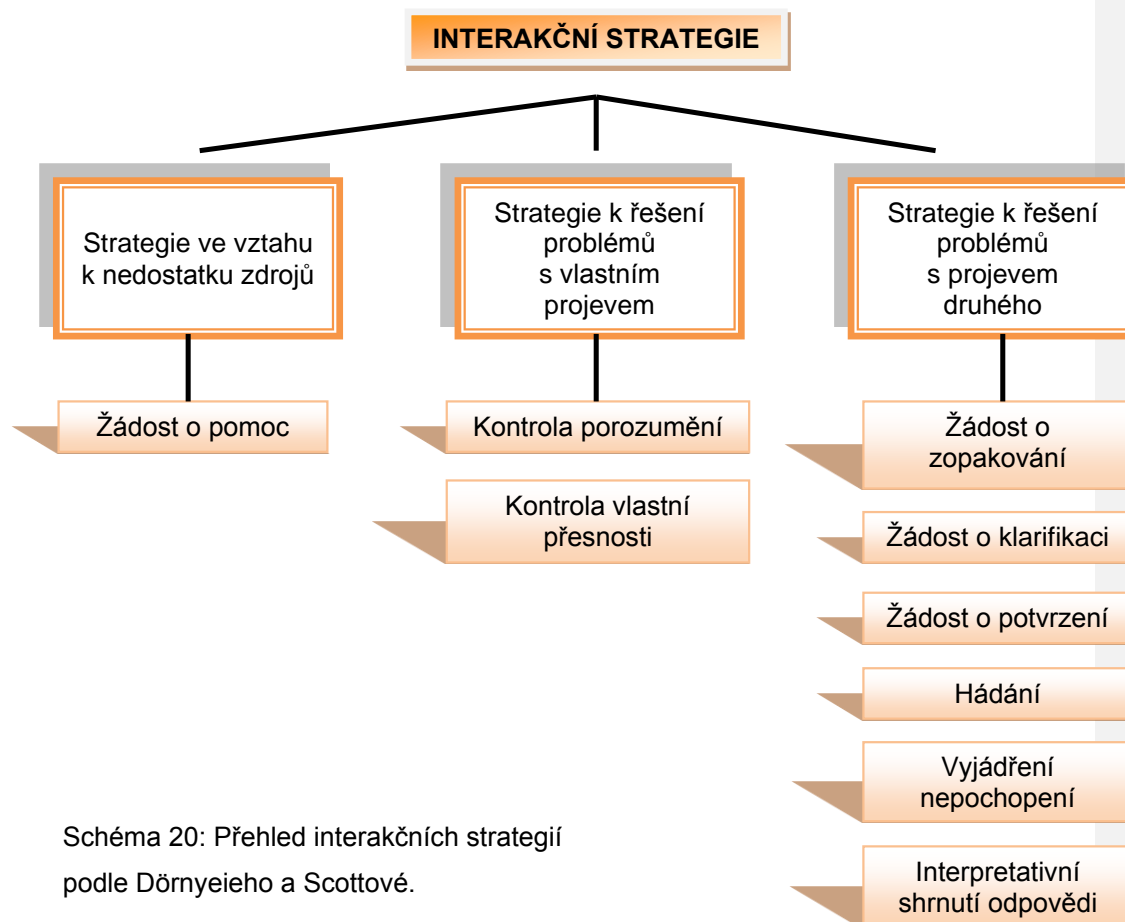 INTERAKČNÍ STRATEGIE
Strategie ve vztahu
k nedostatku zdrojů
Strategie k řešení
problémů
s vlastním
projevem
Strategie k řešení
problémů
s projevem
druhého
Žádost o pomoc
Kontrola porozumění
Kontrola vlastní
přesnosti
Žádost o
zopakování
Žádost o klarifikaci
Žádost o potvrzení
Hádání
Vyjádření
nepochopení
Interpretativní
shrnutí odpovědi
Schéma 20: Přehled interakčních strategií
podle Dörnyeieho a Scottové.